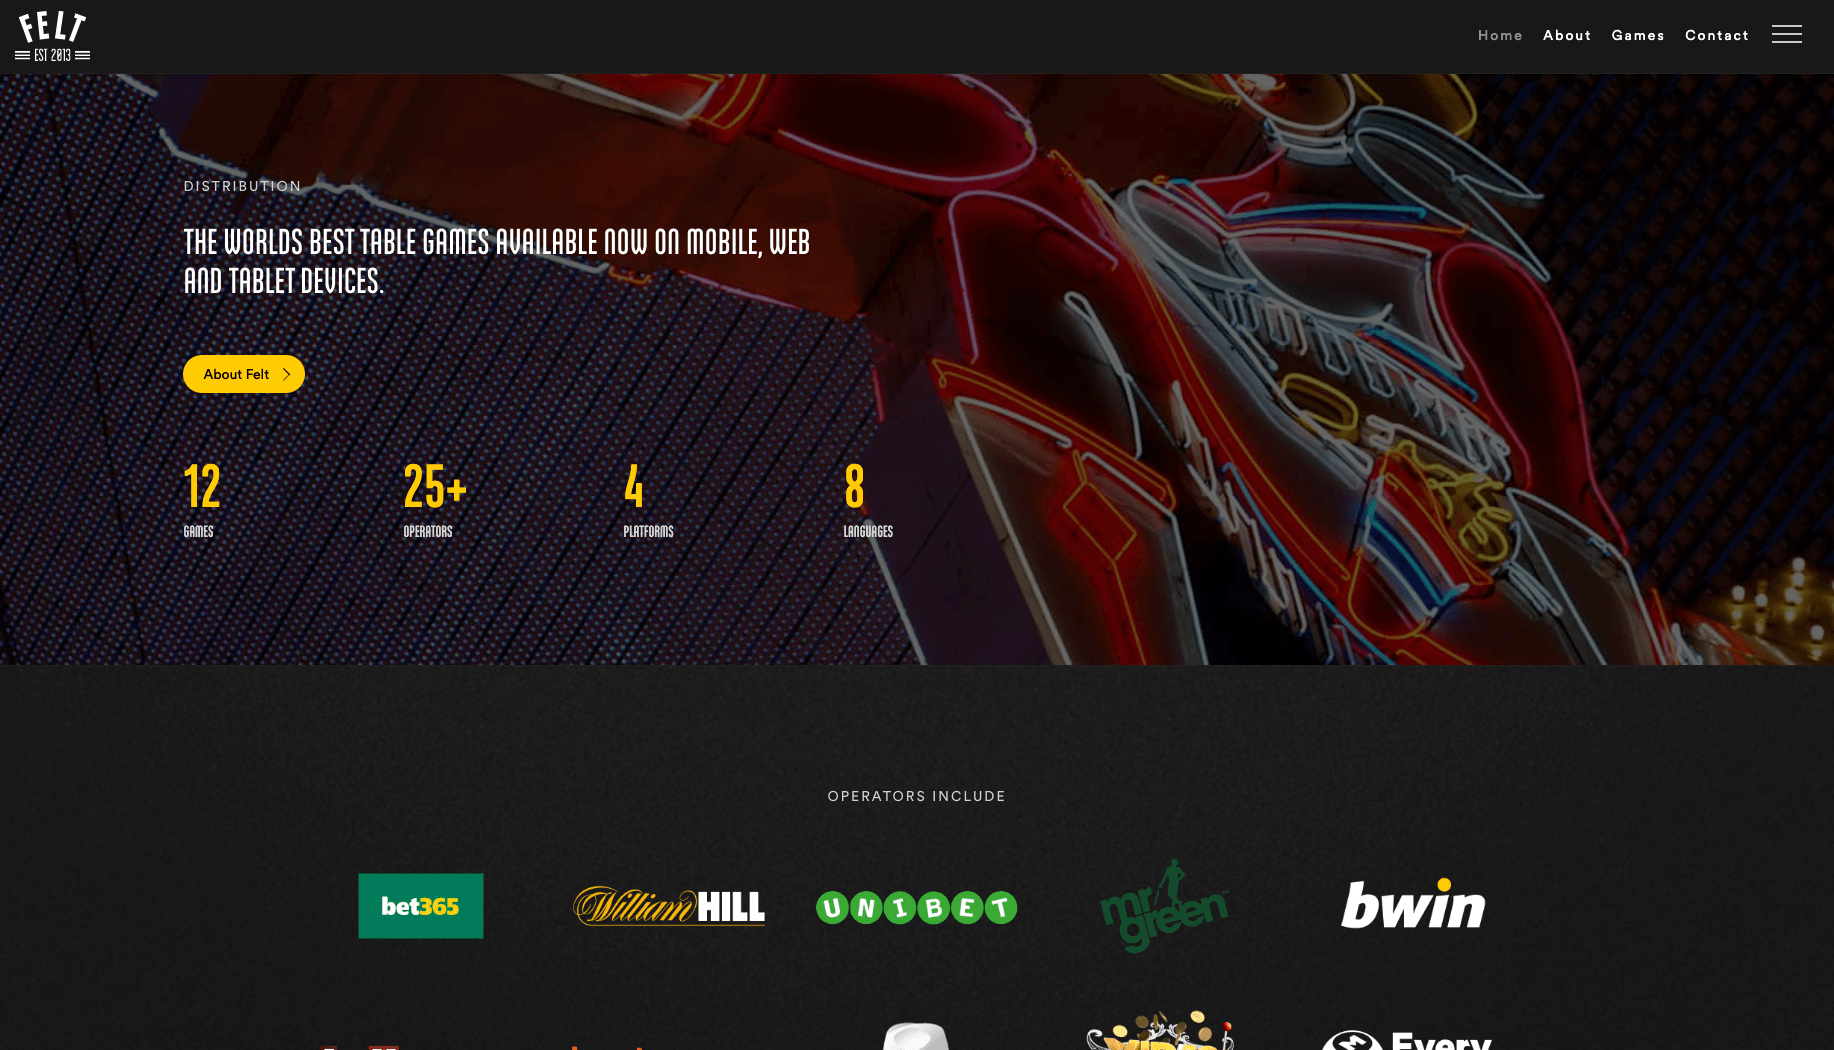 FELT
EST 2013
Home About Games Contact
DISTRIBUTION
THE WORLDS BEST TABLE GAMES AVAILABLE NOW ON MOBILE, WEB
AND TABLET DEVICES.
About Felt
12 25+ 4 8
GAMES OPERATORS PLATFORMS LANGUAGES
OPERATORS INCLUDE
bet365 William HILL UNIBET mr green bwin
Every